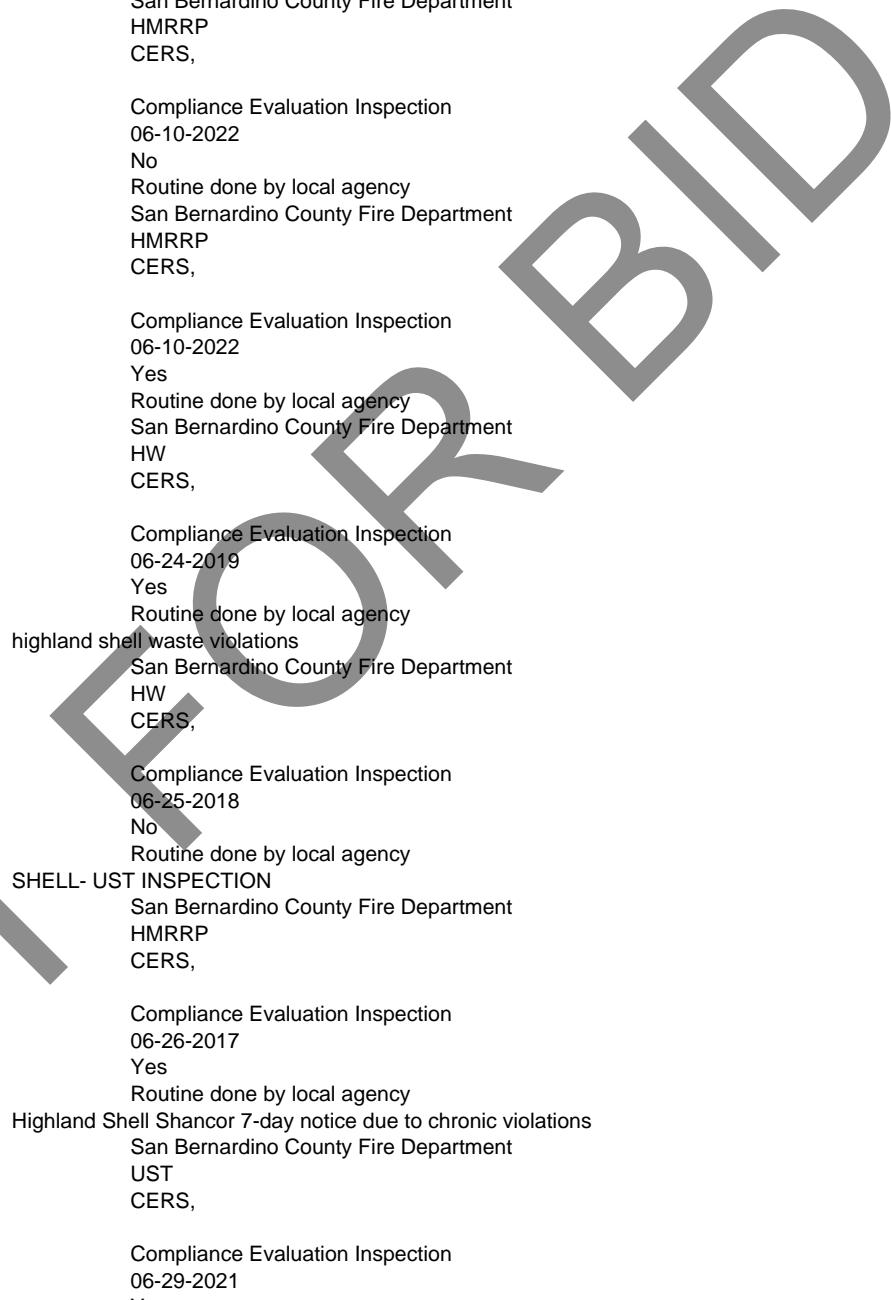 San Bernardino County Fire Department
HMRRP
CERS,
Compliance Evaluation Inspection
06-10-2022
No
Routine done by local agency
San Bernardino County Fire Department
HMRRP
CERS,
Compliance Evaluation Inspection
06-10-2022
Yes
Routine done by local agency
San Bernardino County Fire Department
HW
CERS,
Compliance Evaluation Inspection
06-24-2019
Yes
Routine done by local agency
highland shell waste violations
San Bernardino County Fire Department
HW
CERS,
Compliance Evaluation Inspection
06-25-2018
No
Routine done by local agency
SHELL- UST INSPECTION
San Bernardino County Fire Department
HMRRP
CERS,
Compliance Evaluation Inspection
06-26-2017
Yes
Routine done by local agency
Highland Shell Shancor 7-day notice due to chronic violations
San Bernardino County Fire Department
UST
CERS,
Compliance Evaluation Inspection
06-29-2021
FOR BID